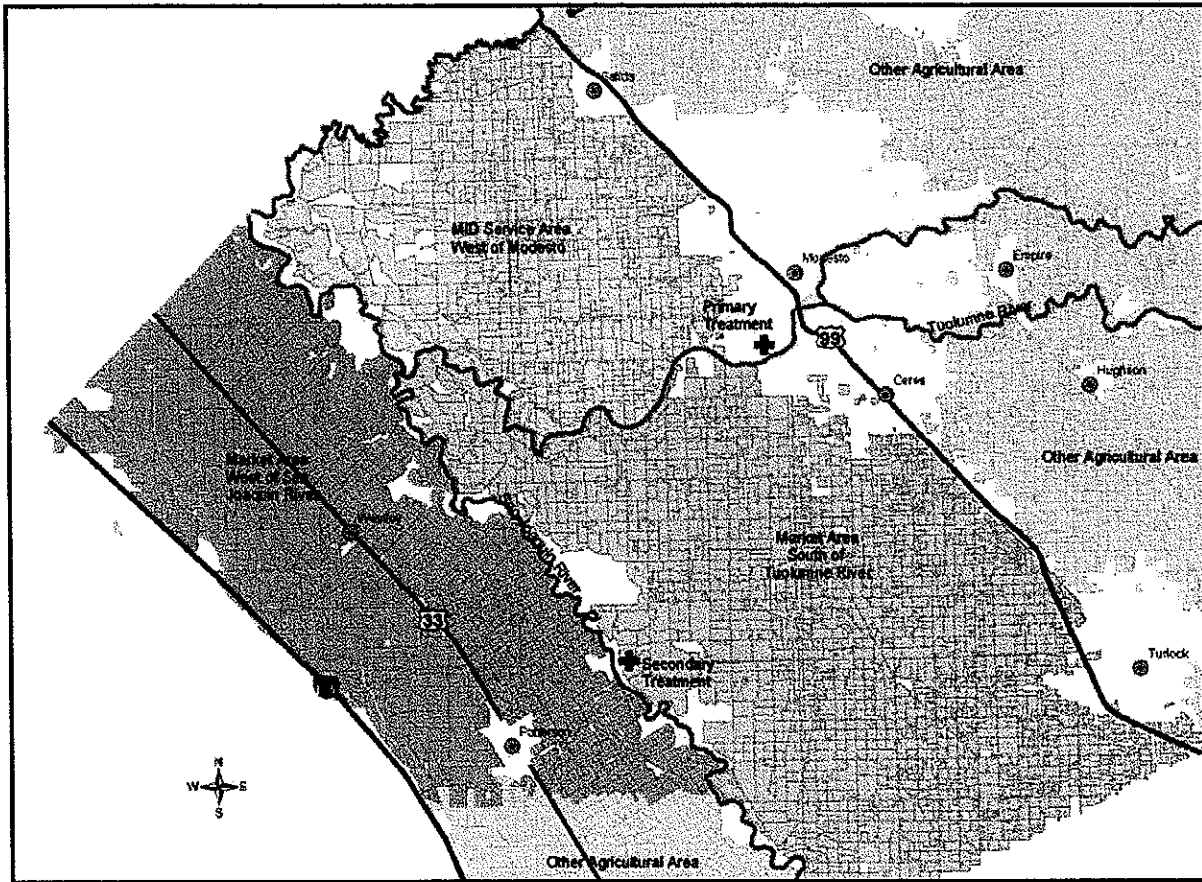 Other Agricultural Area
Salida
MID Service Area
West of Modesto
Modesto
Empire
Primary
Treatment
Tuolumne River
99
Ceres
Hughson
Market Area
West of San
Joaquin River
Other Agricultural Area
Market Area
South of
Tuolumne River
River
33
Secondary
Treatment
Turlock
Patterson
N
W
E
S
Other Agricultural Area